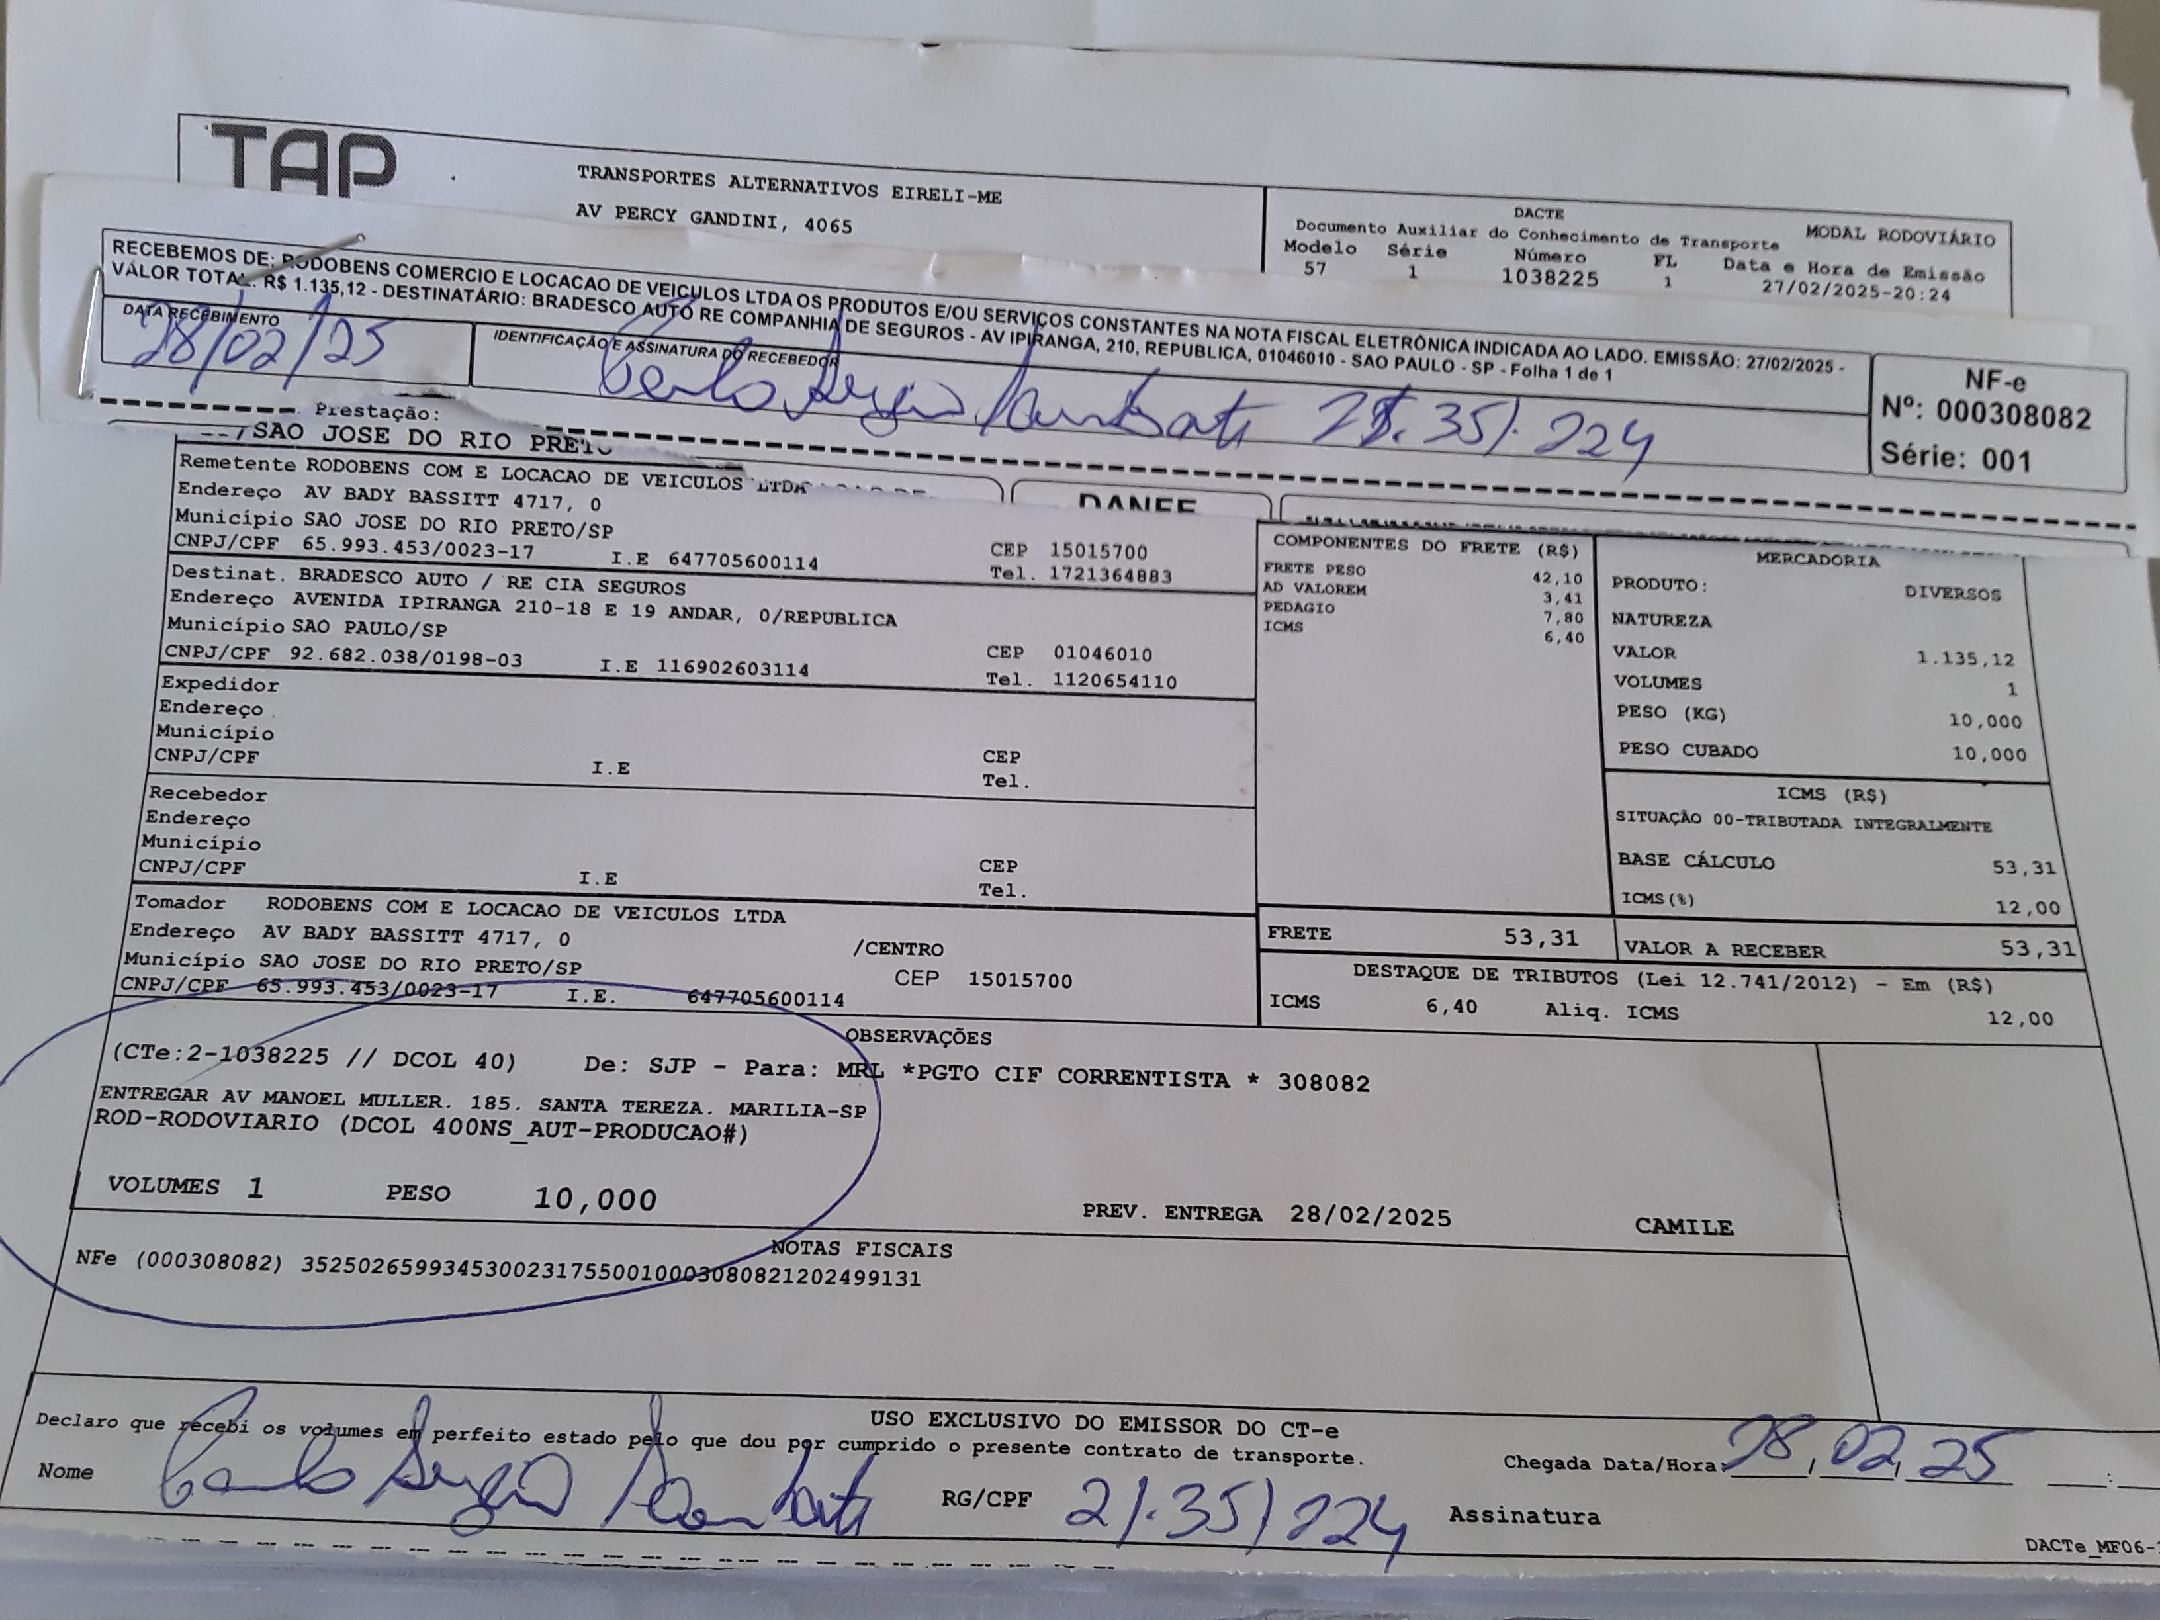 TAP
TRANSPORTES ALTERNATIVOS EIRELI-ME
AV PERCY GANDINI, 4065
DACTE
Documento Auxiliar do Conhecimento de Transporte
MODAL RODOVIÁRIO
Modelo Série Número FL Data e Hora de Emissão
57 1 1038225 1 27/02/2025-20:24
RECEBEMOS DE: RODOBENS COMERCIO E LOCACAO DE VEICULOS LTDA OS PRODUTOS E/OU SERVIÇOS CONSTANTES NA NOTA FISCAL ELETRÔNICA INDICADA AO LADO. EMISSÃO: 27/02/2025 -
VALOR TOTAL: R$ 1.135,12 - DESTINATÁRIO: BRADESCO AUTO RE COMPANHIA DE SEGUROS - AV IPIRANGA, 210, REPUBLICA, 01046010 - SAO PAULO - SP - Folha 1 de 1
DATA RECEBIMENTO
28/02/25
IDENTIFICAÇÃO E ASSINATURA DO RECEBEDOR
Sergio 21.351.224
NF-e
Nº: 000308082
Série: 001
Prestação:
/SAO JOSE DO RIO PRETO
DANFE
Remetente RODOBENS COM E LOCACAO DE VEICULOS LTDA
Endereço AV BADY BASSITT 4717, 0
Município SAO JOSE DO RIO PRETO/SP
CEP 15015700
CNPJ/CPF 65.993.453/0023-17 I.E 647705600114
Tel. 1721364883
Destinat. BRADESCO AUTO / RE CIA SEGUROS
Endereço AVENIDA IPIRANGA 210-18 E 19 ANDAR, 0/REPUBLICA
Município SAO PAULO/SP
CEP 01046010
CNPJ/CPF 92.682.038/0198-03 I.E 116902603114
Tel. 1120654110
Expedidor
Endereço
Município
CNPJ/CPF I.E CEP
Tel.
Recebedor
Endereço
Município
CNPJ/CPF I.E CEP
Tel.
Tomador RODOBENS COM E LOCACAO DE VEICULOS LTDA
Endereço AV BADY BASSITT 4717, 0 /CENTRO
Município SAO JOSE DO RIO PRETO/SP CEP 15015700
CNPJ/CPF 65.993.453/0023-17 I.E. 647705600114
COMPONENTES DO FRETE (R$)
FRETE PESO 42,10
AD VALOREM 3,41
PEDAGIO 7,80
ICMS 6,40
MERCADORIA
PRODUTO: DIVERSOS
NATUREZA
VALOR 1.135,12
VOLUMES 1
PESO (KG) 10,000
PESO CUBADO 10,000
ICMS (R$)
SITUAÇÃO 00-TRIBUTADA INTEGRALMENTE
BASE CÁLCULO 53,31
ICMS(%) 12,00
FRETE 53,31 VALOR A RECEBER 53,31
DESTAQUE DE TRIBUTOS (Lei 12.741/2012) - Em (R$)
ICMS 6,40 Aliq. ICMS 12,00
OBSERVAÇÕES
(CTe:2-1038225 // DCOL 40) De: SJP - Para: MRL *PGTO CIF CORRENTISTA * 308082
ENTREGAR AV MANOEL MULLER. 185. SANTA TEREZA. MARILIA-SP
ROD-RODOVIARIO (DCOL 400NS_AUT-PRODUCAO#)
VOLUMES 1 PESO 10,000 PREV. ENTREGA 28/02/2025 CAMILE
NOTAS FISCAIS
NFe (000308082) 35250265993453002317550010003080821202499131
USO EXCLUSIVO DO EMISSOR DO CT-e
Declaro que recebi os volumes em perfeito estado pelo que dou por cumprido o presente contrato de transporte.
Chegada Data/Hora: 28,02,25 :
Nome Sergio RG/CPF 21.351 224 Assinatura
DACTe_MF06-